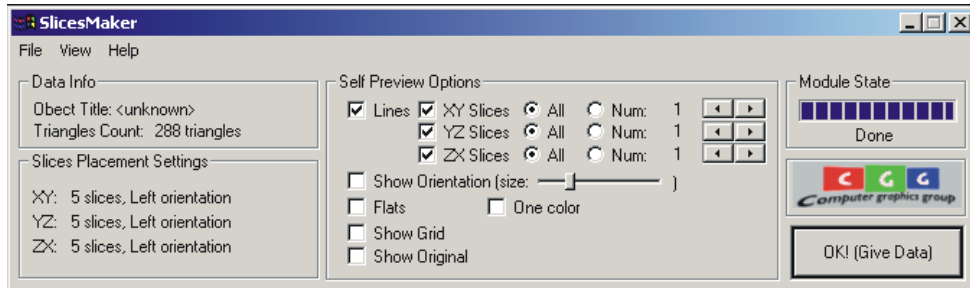 SlicesMaker
File View Help
Data Info
Obect Title: <unknown>
Triangles Count: 288 triangles
Slices Placement Settings
XY: 5 slices, Left orientation
YZ: 5 slices, Left orientation
ZX: 5 slices, Left orientation
Self Preview Options
Lines XY Slices All Num: 1
YZ Slices All Num: 1
ZX Slices All Num: 1
Show Orientation (size: )
Flats One color
Show Grid
Show Original
Module State
Done
C G G
Computer graphics group
OK! (Give Data)